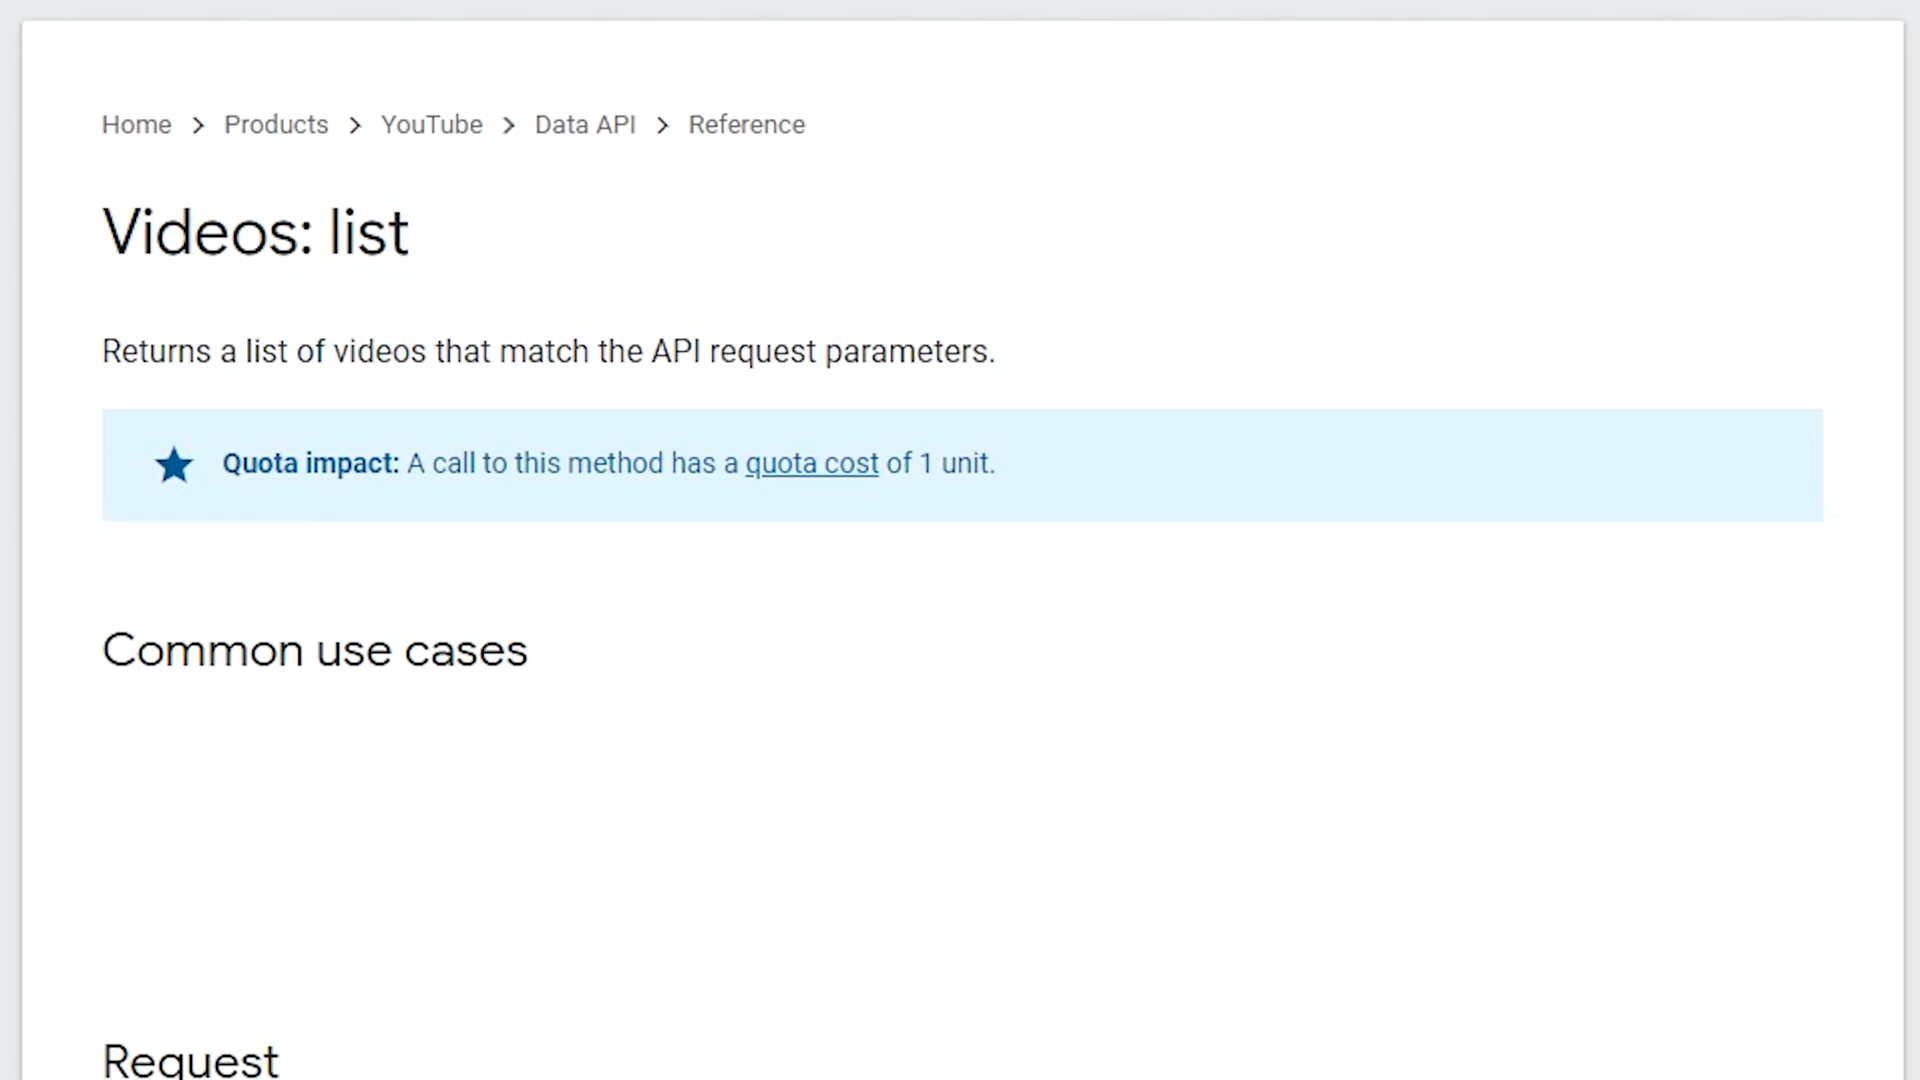 Home > Products > YouTube > Data API > Reference
Videos: list
Returns a list of videos that match the API request parameters.
Quota impact: A call to this method has a quota cost of 1 unit.
Common use cases
Request